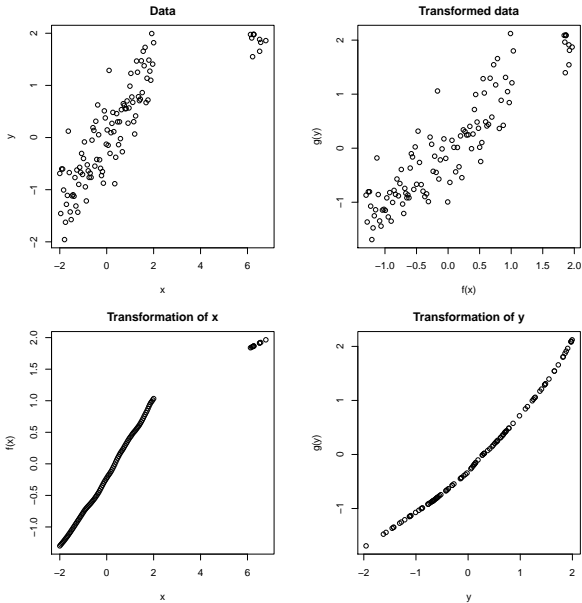 Data
2
1
0
−1
−2
y
−2 0 2 4 6
x
Transformed data
2
1
0
−1
g(y)
−1.0 −0.5 0.0 0.5 1.0 1.5 2.0
f(x)
Transformation of x
2.0
1.5
1.0
0.5
0.0
−0.5
−1.0
f(x)
−2 0 2 4 6
x
Transformation of y
2
1
0
−1
g(y)
−2 −1 0 1 2
y